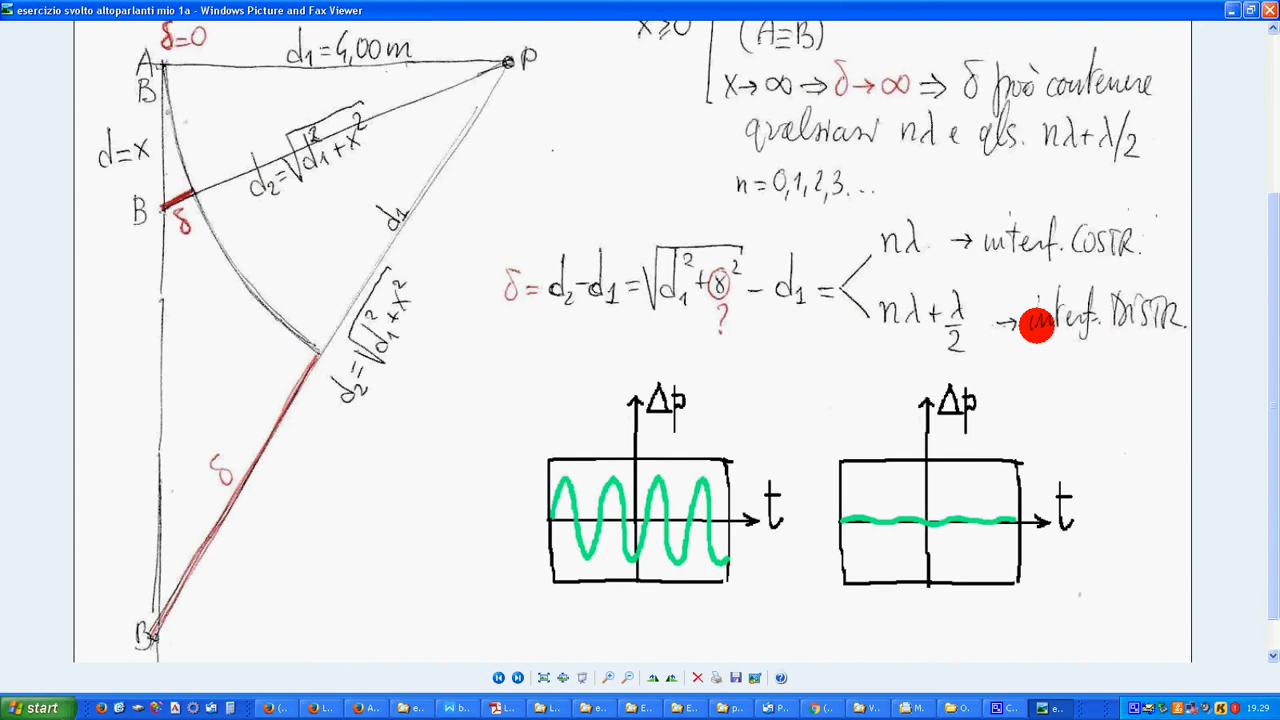 esercizio svolto altoparlanti mio 1a - Windows Picture and Fax Viewer
δ=0
A
B
d1=4,00m
P
d=x
d2=√d1²+x²
B
δ
d1
d2=√d1²+x²
δ
B
x≥0
(A≡B)
x→∞ ⇒ δ→∞ ⇒ δ può contenere
qualsiasi nλ e qls. nλ+λ/2
n=0,1,2,3...
δ = d2-d1 = √d1²+x² - d1 =
?
nλ → interf. COSTR.
nλ+λ/2 → interf. DISTR.
Δp
t
Δp
t
start
19.29